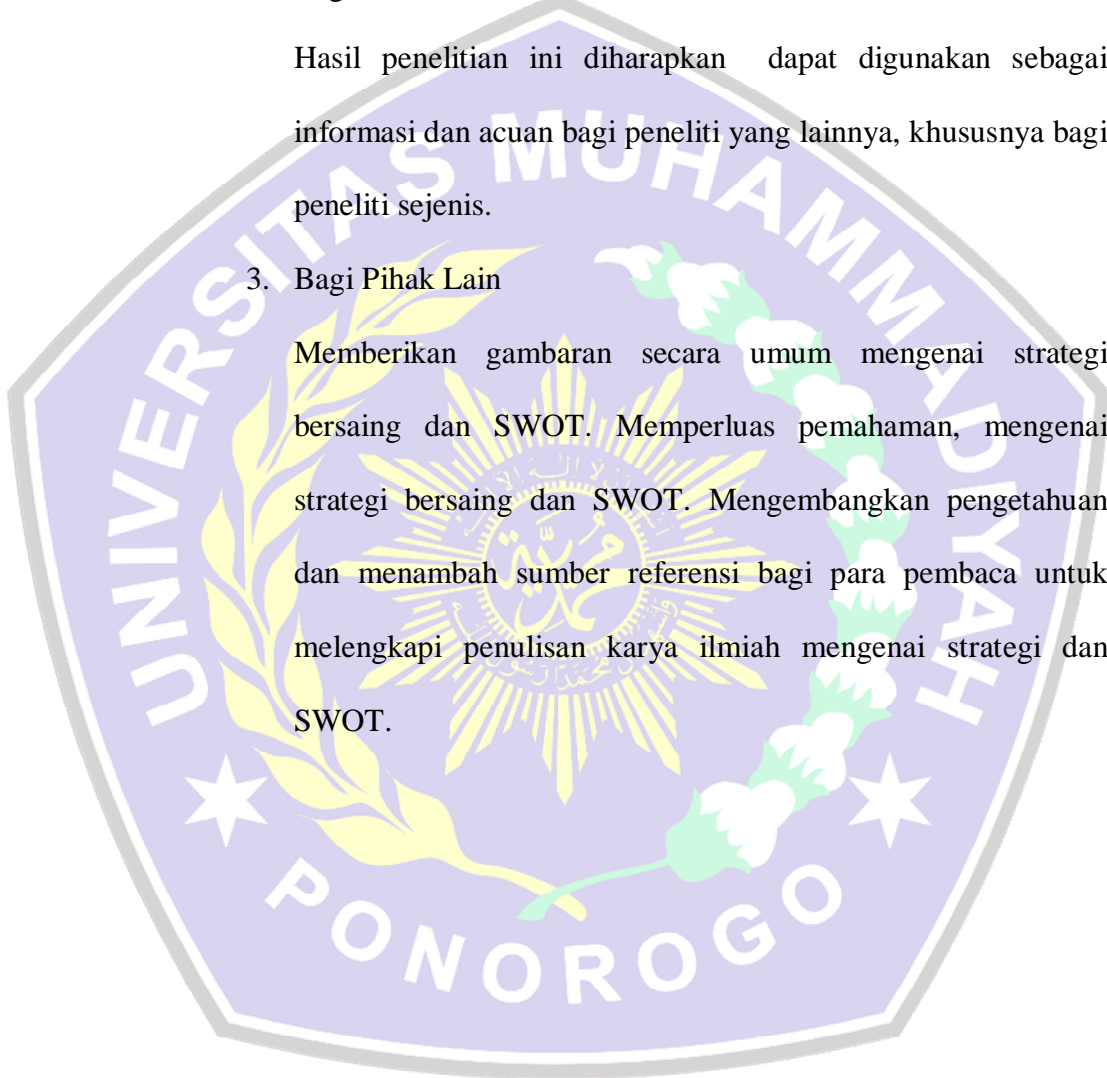 Hasil penelitian ini diharapkan dapat digunakan sebagai
informasi dan acuan bagi peneliti yang lainnya, khususnya bagi
peneliti sejenis.
3. Bagi Pihak Lain
Memberikan gambaran secara umum mengenai strategi
bersaing dan SWOT. Memperluas pemahaman, mengenai
strategi bersaing dan SWOT. Mengembangkan pengetahuan
dan menambah sumber referensi bagi para pembaca untuk
melengkapi penulisan karya ilmiah mengenai strategi dan
SWOT.
UNIVERSITAS MUHAMMADIYAH
PONOROGO